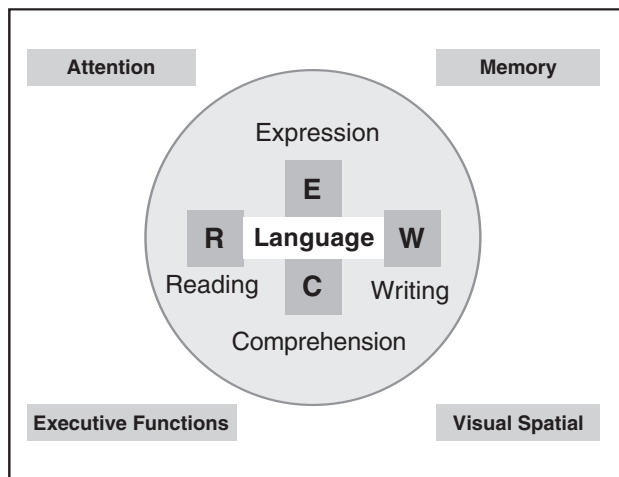 Attention
Memory
Expression
E
R
Language
W
Reading
C
Writing
Comprehension
Executive Functions
Visual Spatial